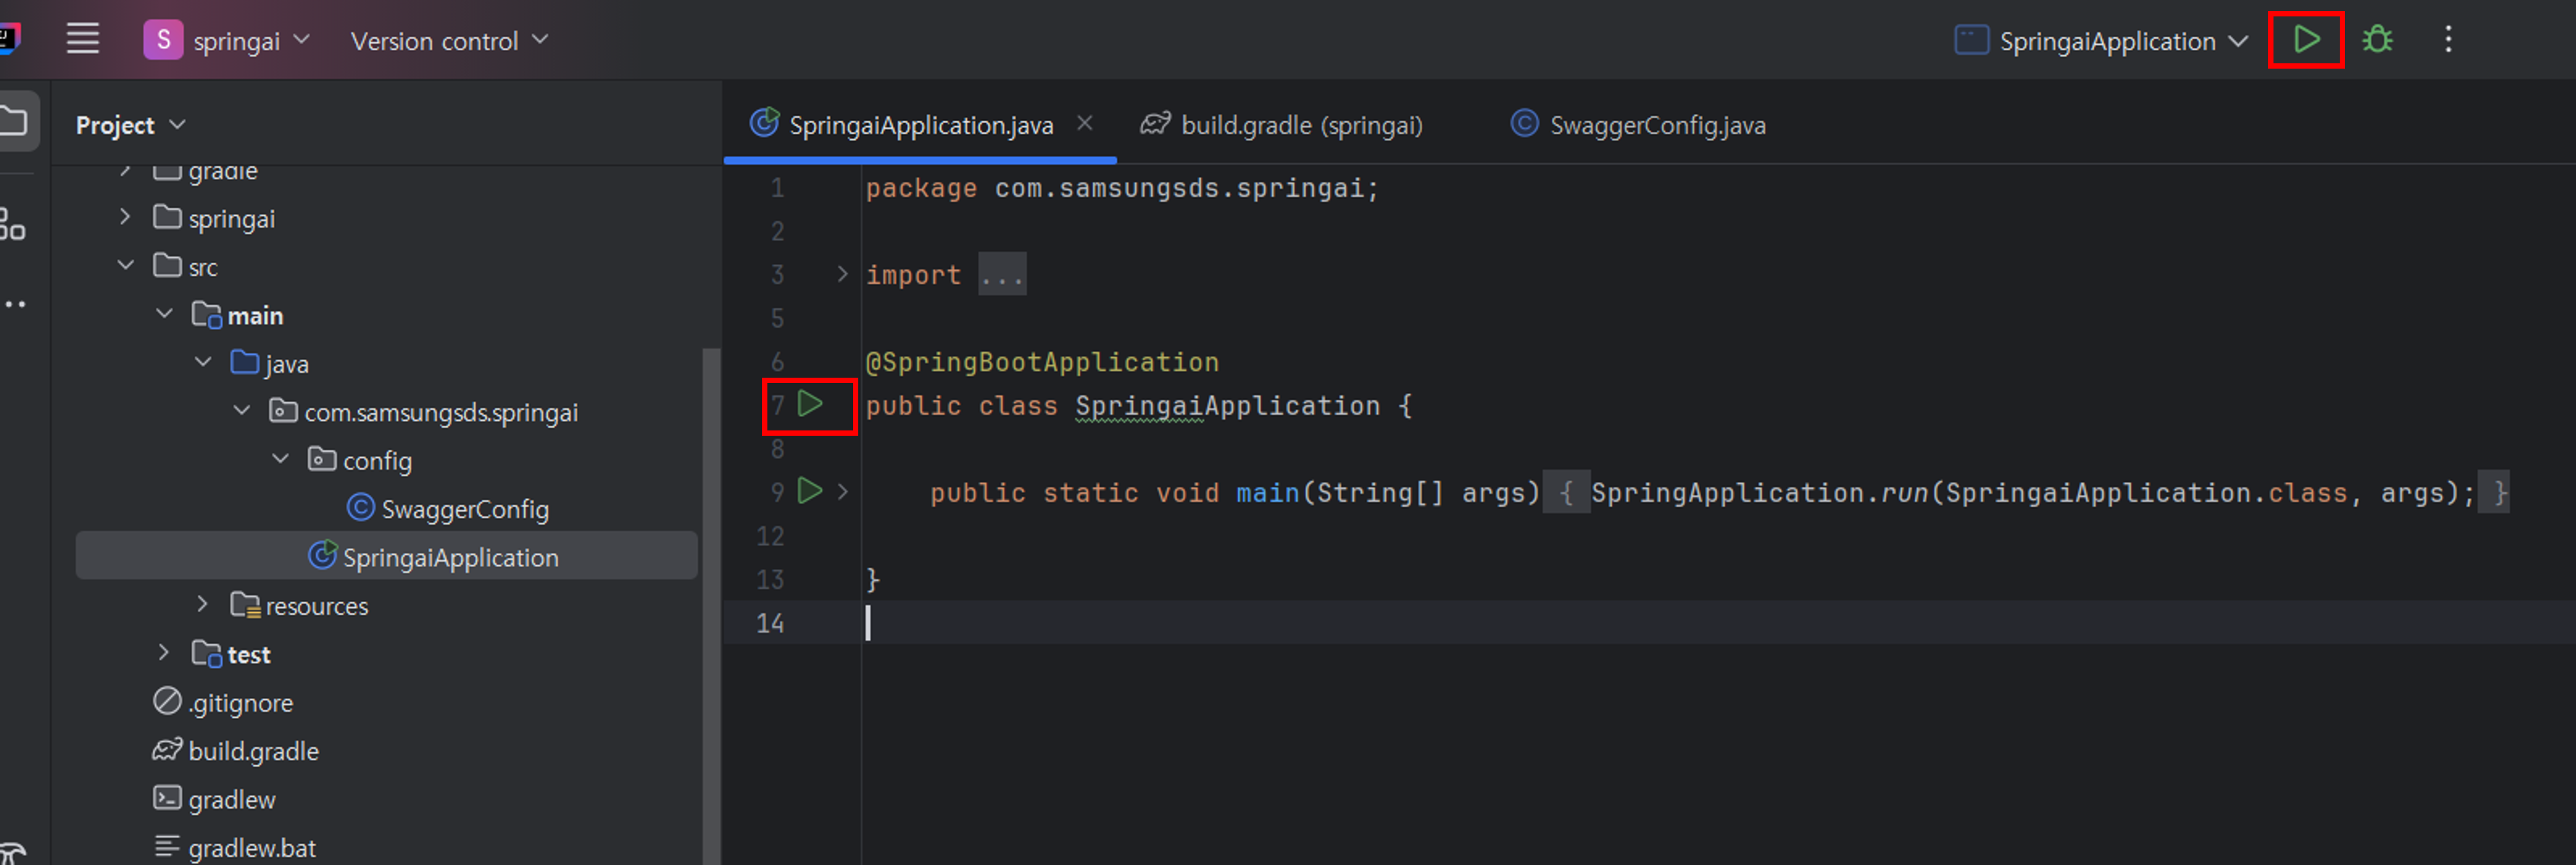 S springai Version control SpringaiApplication
Project
SpringaiApplication.java build.gradle (springai) SwaggerConfig.java
gradle
springai
src
main
java
com.samsungsds.springai
config
SwaggerConfig
SpringaiApplication
resources
test
.gitignore
build.gradle
gradlew
gradlew.bat
1 package com.samsungsds.springai;
2
3 import ...
5
6 @SpringBootApplication
7 public class SpringaiApplication {
8
9 public static void main(String[] args) { SpringApplication.run(SpringaiApplication.class, args); }
12
13 }
14